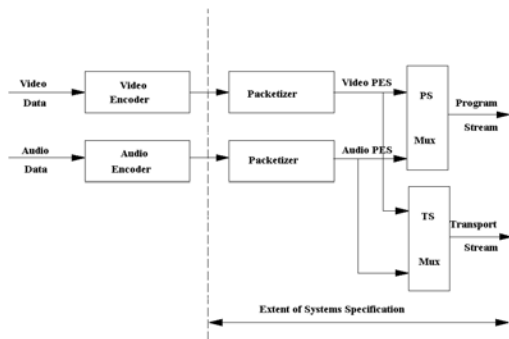 Video
Data
Video
Encoder
Packetizer
Video PES
PS
Mux
Program
Stream
Audio
Data
Audio
Encoder
Packetizer
Audio PES
TS
Mux
Transport
Stream
Extent of Systems Specification